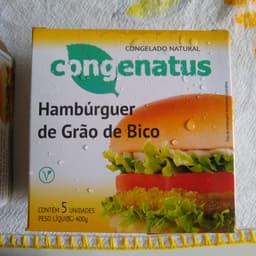 CONGELADO NATURAL
congenatus
Hambúrguer
de Grão de Bico
CONTÉM 5 UNIDADES
PESO LÍQUIDO 400g